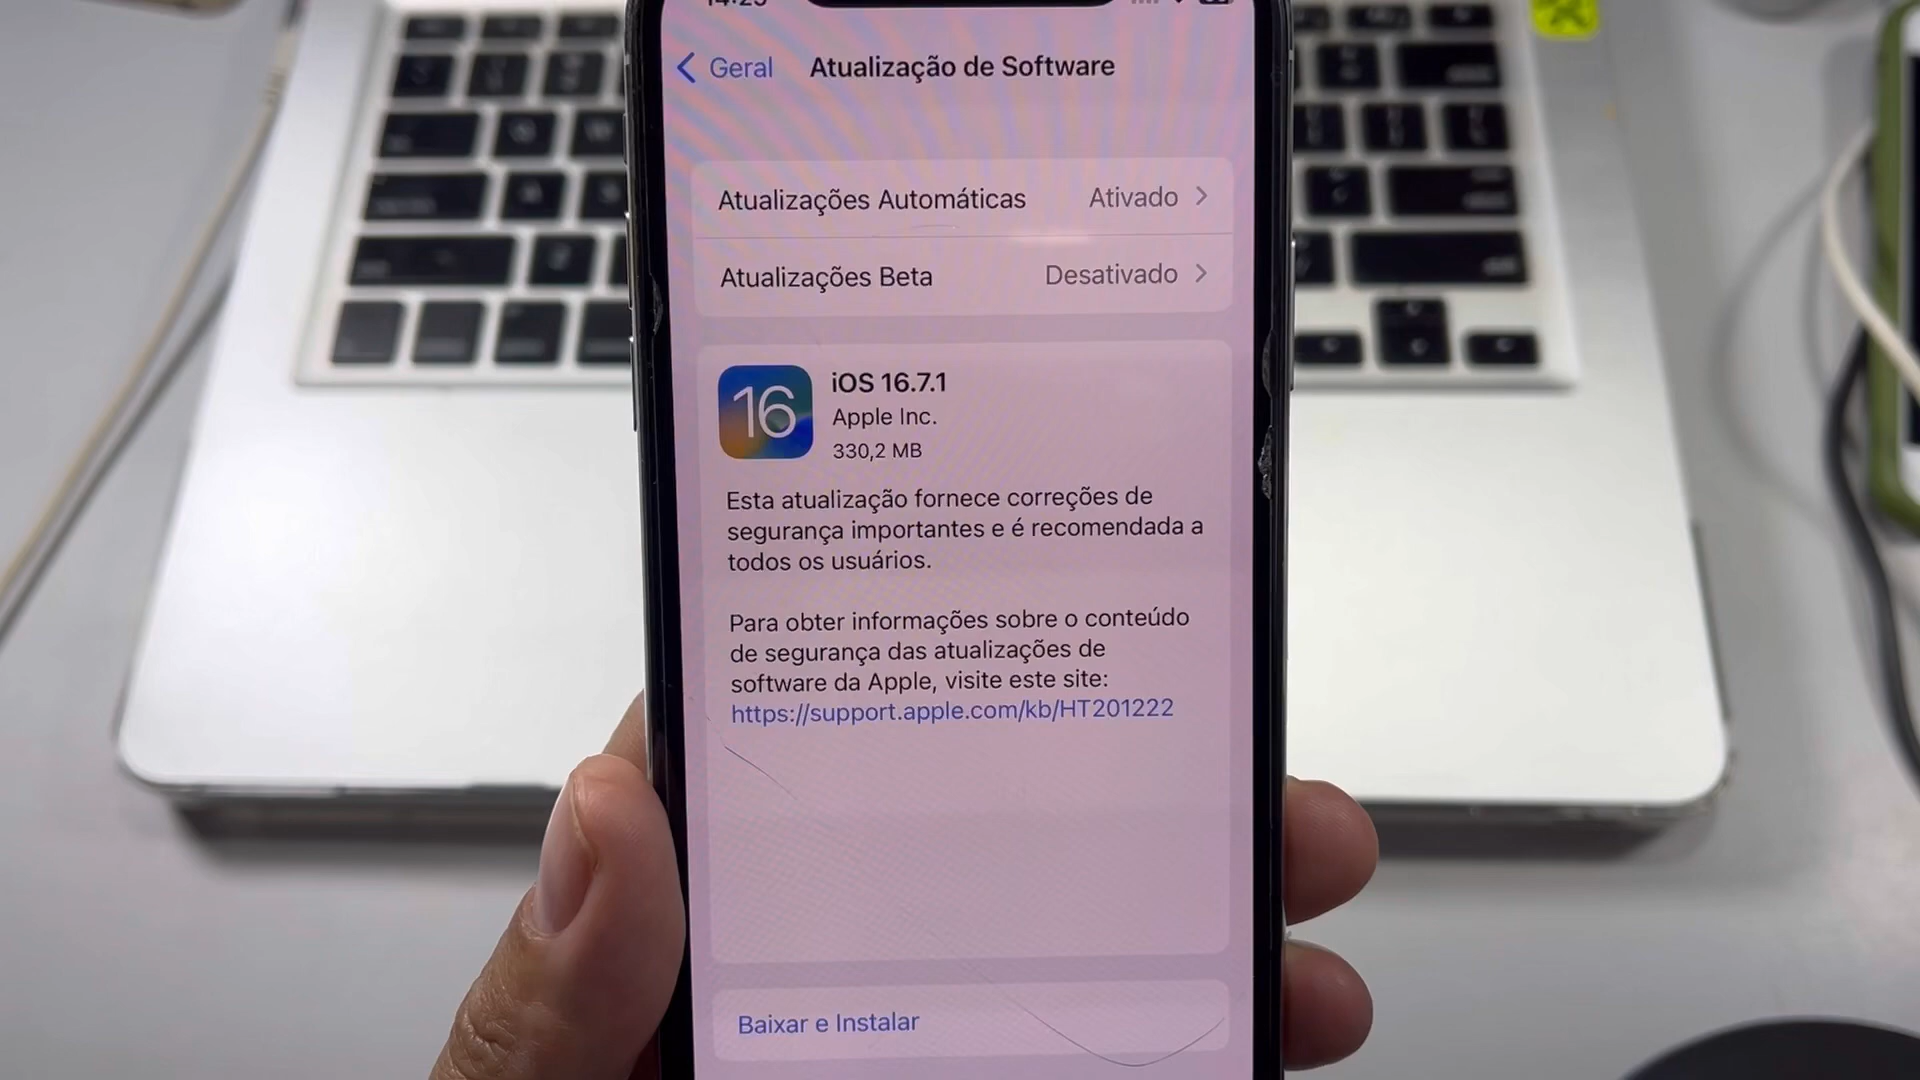 Geral Atualização de Software
Atualizações Automáticas Ativado
Atualizações Beta Desativado
16
iOS 16.7.1
Apple Inc.
330,2 MB
Esta atualização fornece correções de
segurança importantes e é recomendada a
todos os usuários.
Para obter informações sobre o conteúdo
de segurança das atualizações de
software da Apple, visite este site:
https://support.apple.com/kb/HT201222
Baixar e Instalar